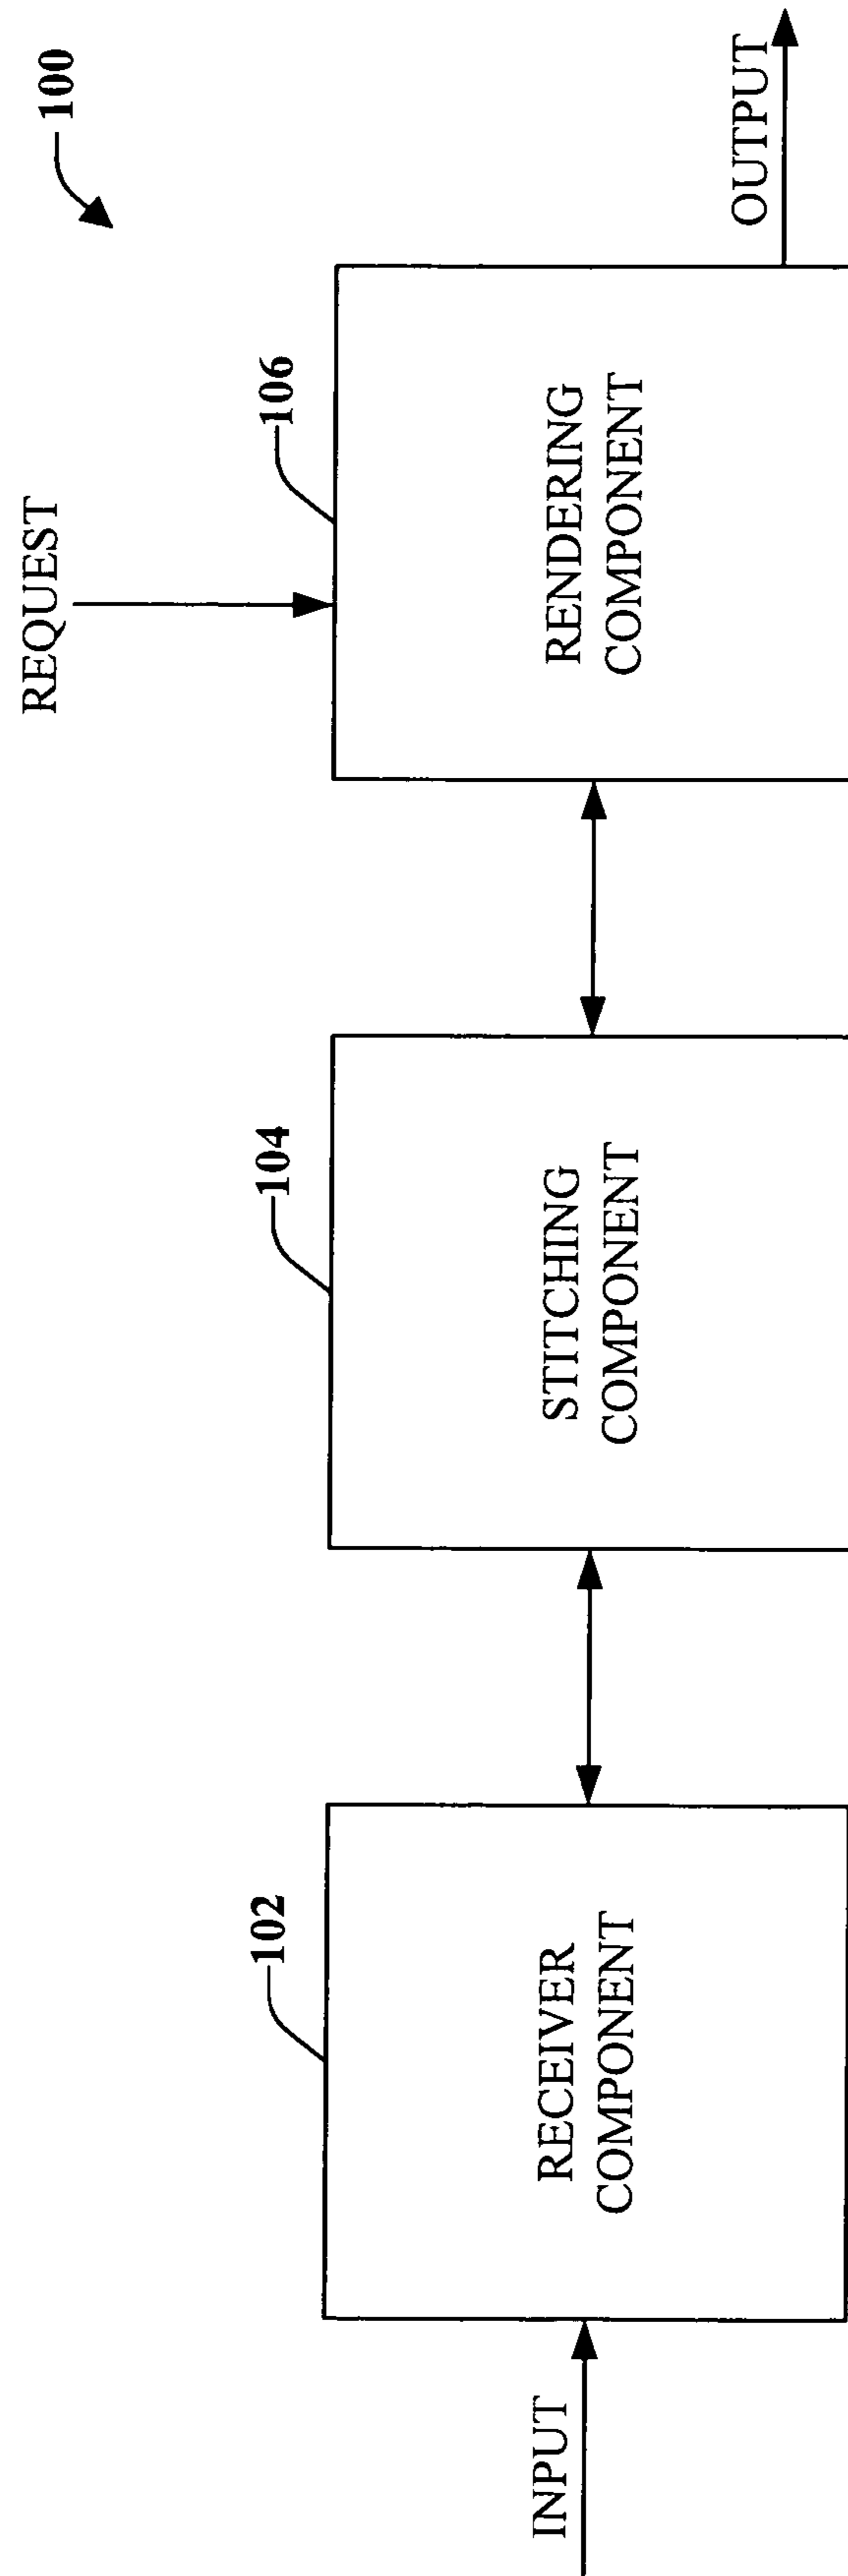 100
REQUEST
106
104
102
INPUT
RECEIVER
COMPONENT
STITCHING
COMPONENT
RENDERING
COMPONENT
OUTPUT